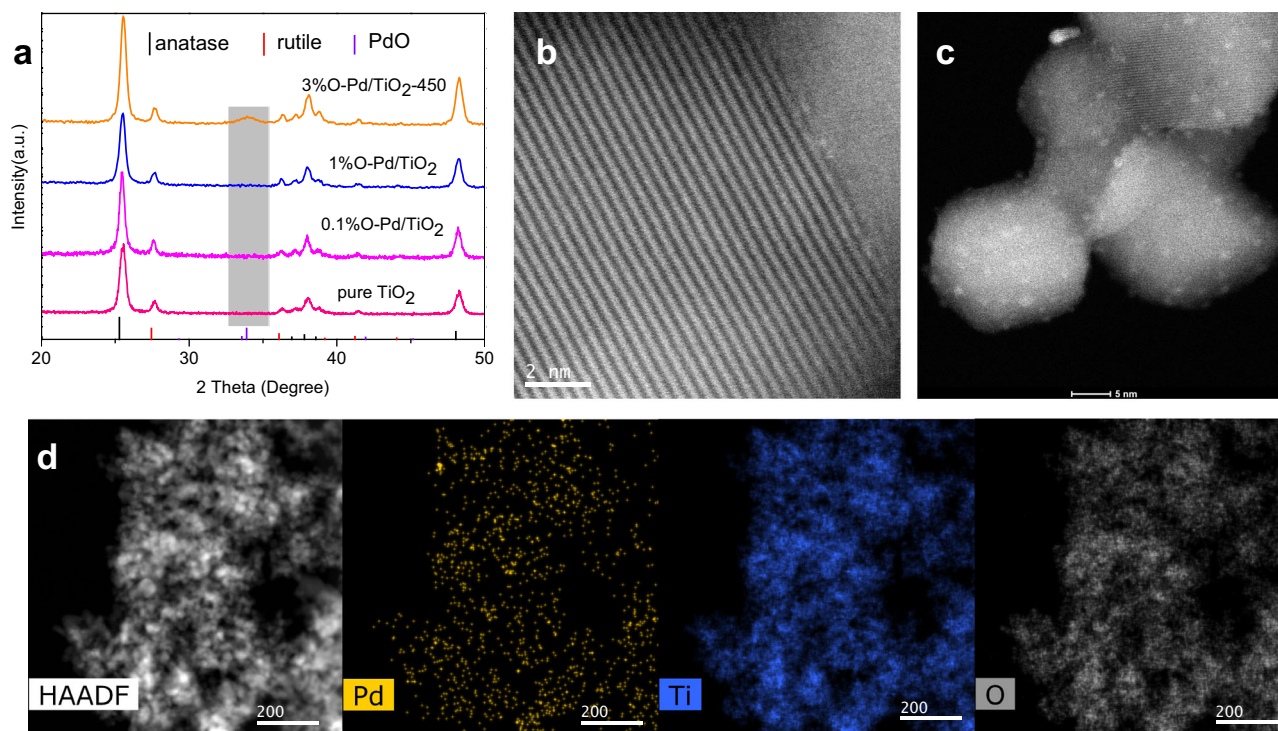 a
anatase rutile PdO
3%O-Pd/TiO2-450
1%O-Pd/TiO2
0.1%O-Pd/TiO2
pure TiO2
Intensity(a.u.)
20 30 40 50
2 Theta (Degree)
b
2 nm
c
5 nm
d
HAADF
200
Pd
200
Ti
200
O
200